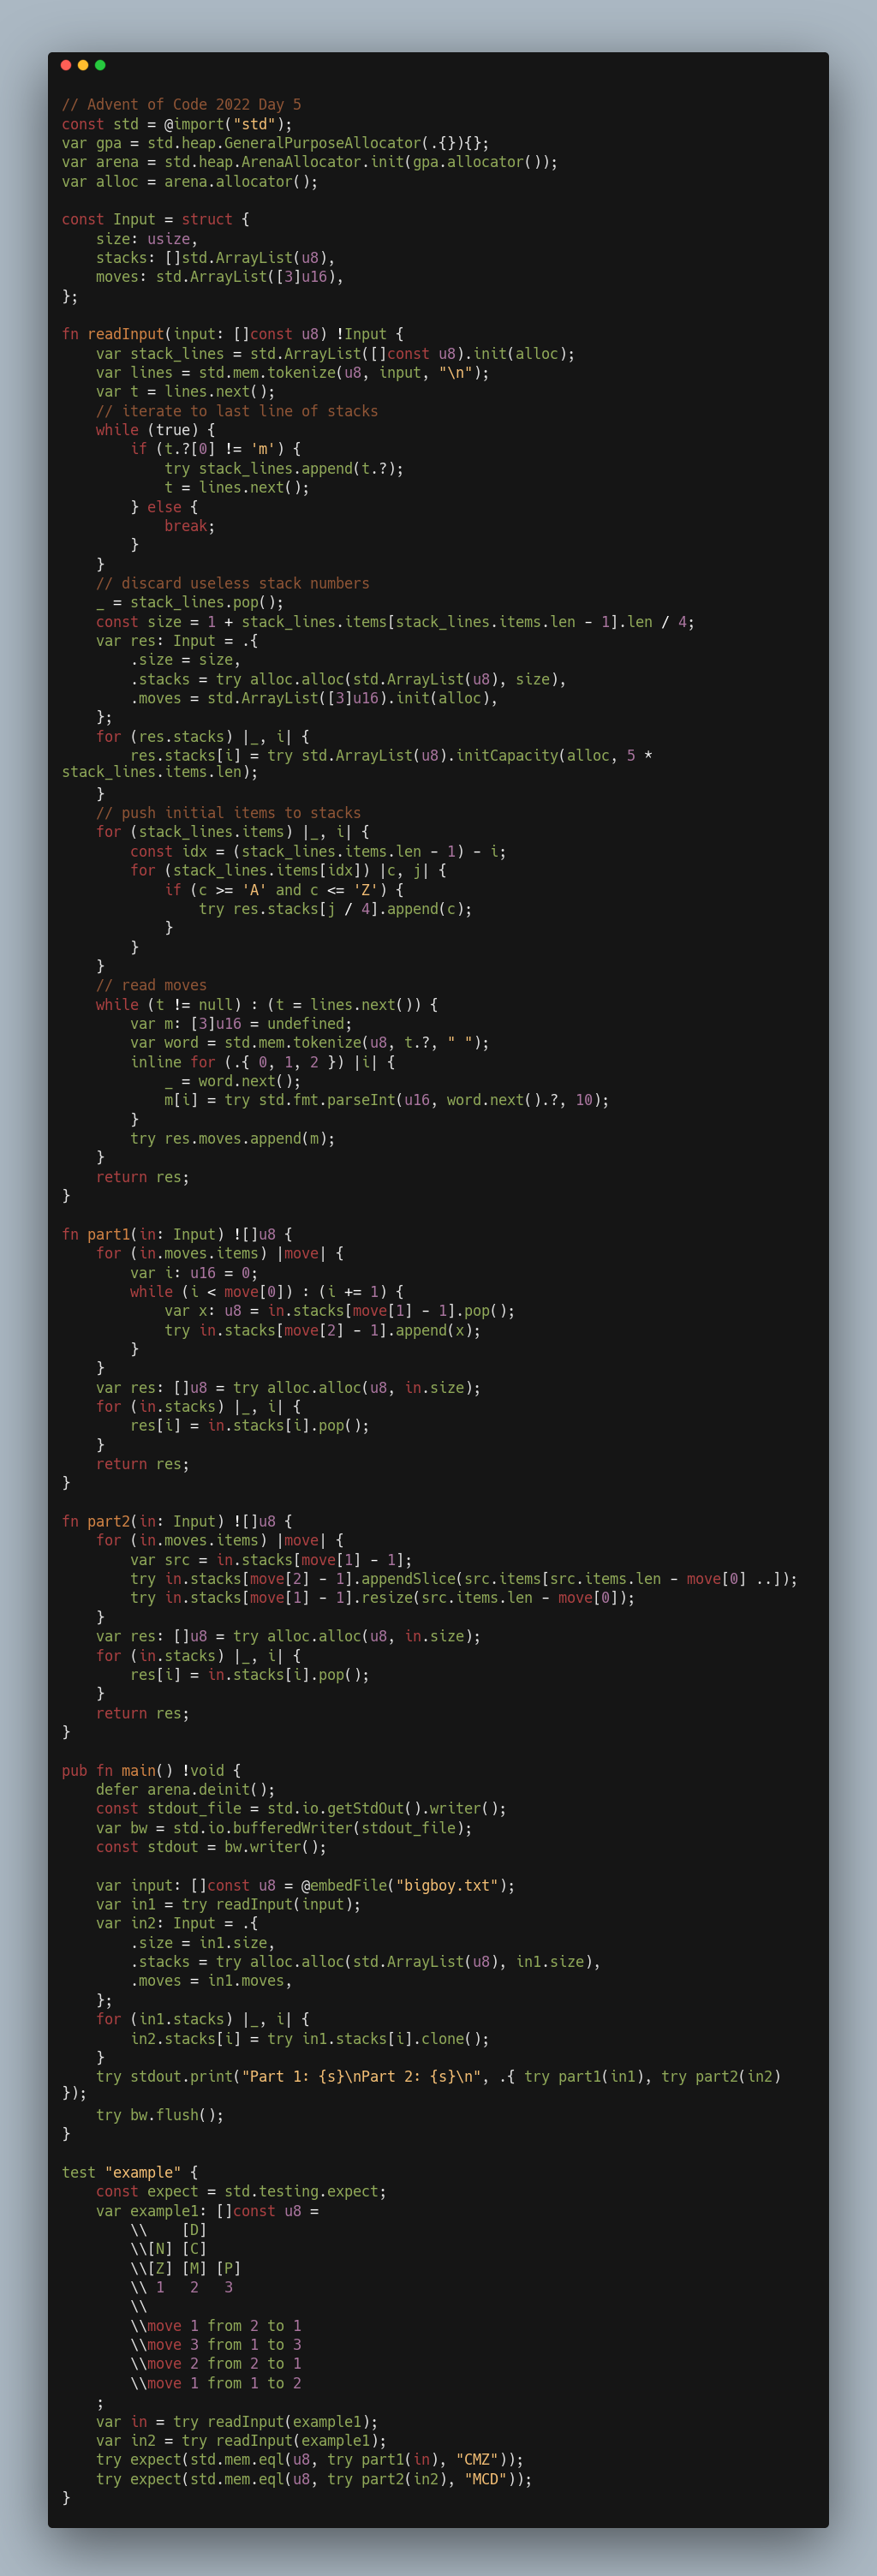 // Advent of Code 2022 Day 5
const std = @import("std");
var gpa = std.heap.GeneralPurposeAllocator(.{}){};
var arena = std.heap.ArenaAllocator.init(gpa.allocator());
var alloc = arena.allocator();

const Input = struct {
    size: usize,
    stacks: []std.ArrayList(u8),
    moves: std.ArrayList([3]u16),
};

fn readInput(input: []const u8) !Input {
    var stack_lines = std.ArrayList([]const u8).init(alloc);
    var lines = std.mem.tokenize(u8, input, "\n");
    var t = lines.next();
    // iterate to last line of stacks
    while (true) {
        if (t.?[0] != 'm') {
            try stack_lines.append(t.?);
            t = lines.next();
        } else {
            break;
        }
    }
    // discard useless stack numbers
    _ = stack_lines.pop();
    const size = 1 + stack_lines.items[stack_lines.items.len - 1].len / 4;
    var res: Input = .{
        .size = size,
        .stacks = try alloc.alloc(std.ArrayList(u8), size),
        .moves = std.ArrayList([3]u16).init(alloc),
    };
    for (res.stacks) |_, i| {
        res.stacks[i] = try std.ArrayList(u8).initCapacity(alloc, 5 *
stack_lines.items.len);
    }
    // push initial items to stacks
    for (stack_lines.items) |_, i| {
        const idx = (stack_lines.items.len - 1) - i;
        for (stack_lines.items[idx]) |c, j| {
            if (c >= 'A' and c <= 'Z') {
                try res.stacks[j / 4].append(c);
            }
        }
    }
    // read moves
    while (t != null) : (t = lines.next()) {
        var m: [3]u16 = undefined;
        var word = std.mem.tokenize(u8, t.?, " ");
        inline for (.{ 0, 1, 2 }) |i| {
            _ = word.next();
            m[i] = try std.fmt.parseInt(u16, word.next().?, 10);
        }
        try res.moves.append(m);
    }
    return res;
}

fn part1(in: Input) ![]u8 {
    for (in.moves.items) |move| {
        var i: u16 = 0;
        while (i < move[0]) : (i += 1) {
            var x: u8 = in.stacks[move[1] - 1].pop();
            try in.stacks[move[2] - 1].append(x);
        }
    }
    var res: []u8 = try alloc.alloc(u8, in.size);
    for (in.stacks) |_, i| {
        res[i] = in.stacks[i].pop();
    }
    return res;
}

fn part2(in: Input) ![]u8 {
    for (in.moves.items) |move| {
        var src = in.stacks[move[1] - 1];
        try in.stacks[move[2] - 1].appendSlice(src.items[src.items.len - move[0] ..]);
        try in.stacks[move[1] - 1].resize(src.items.len - move[0]);
    }
    var res: []u8 = try alloc.alloc(u8, in.size);
    for (in.stacks) |_, i| {
        res[i] = in.stacks[i].pop();
    }
    return res;
}

pub fn main() !void {
    defer arena.deinit();
    const stdout_file = std.io.getStdOut().writer();
    var bw = std.io.bufferedWriter(stdout_file);
    const stdout = bw.writer();

    var input: []const u8 = @embedFile("bigboy.txt");
    var in1 = try readInput(input);
    var in2: Input = .{
        .size = in1.size,
        .stacks = try alloc.alloc(std.ArrayList(u8), in1.size),
        .moves = in1.moves,
    };
    for (in1.stacks) |_, i| {
        in2.stacks[i] = try in1.stacks[i].clone();
    }
    try stdout.print("Part 1: {s}\nPart 2: {s}\n", .{ try part1(in1), try part2(in2)
});
    try bw.flush();
}

test "example" {
    const expect = std.testing.expect;
    var example1: []const u8 =
        \\    [D]
        \\[N] [C]
        \\[Z] [M] [P]
        \\ 1   2   3
        \\
        \\move 1 from 2 to 1
        \\move 3 from 1 to 3
        \\move 2 from 2 to 1
        \\move 1 from 1 to 2
    ;
    var in = try readInput(example1);
    var in2 = try readInput(example1);
    try expect(std.mem.eql(u8, try part1(in), "CMZ"));
    try expect(std.mem.eql(u8, try part2(in2), "MCD"));
}